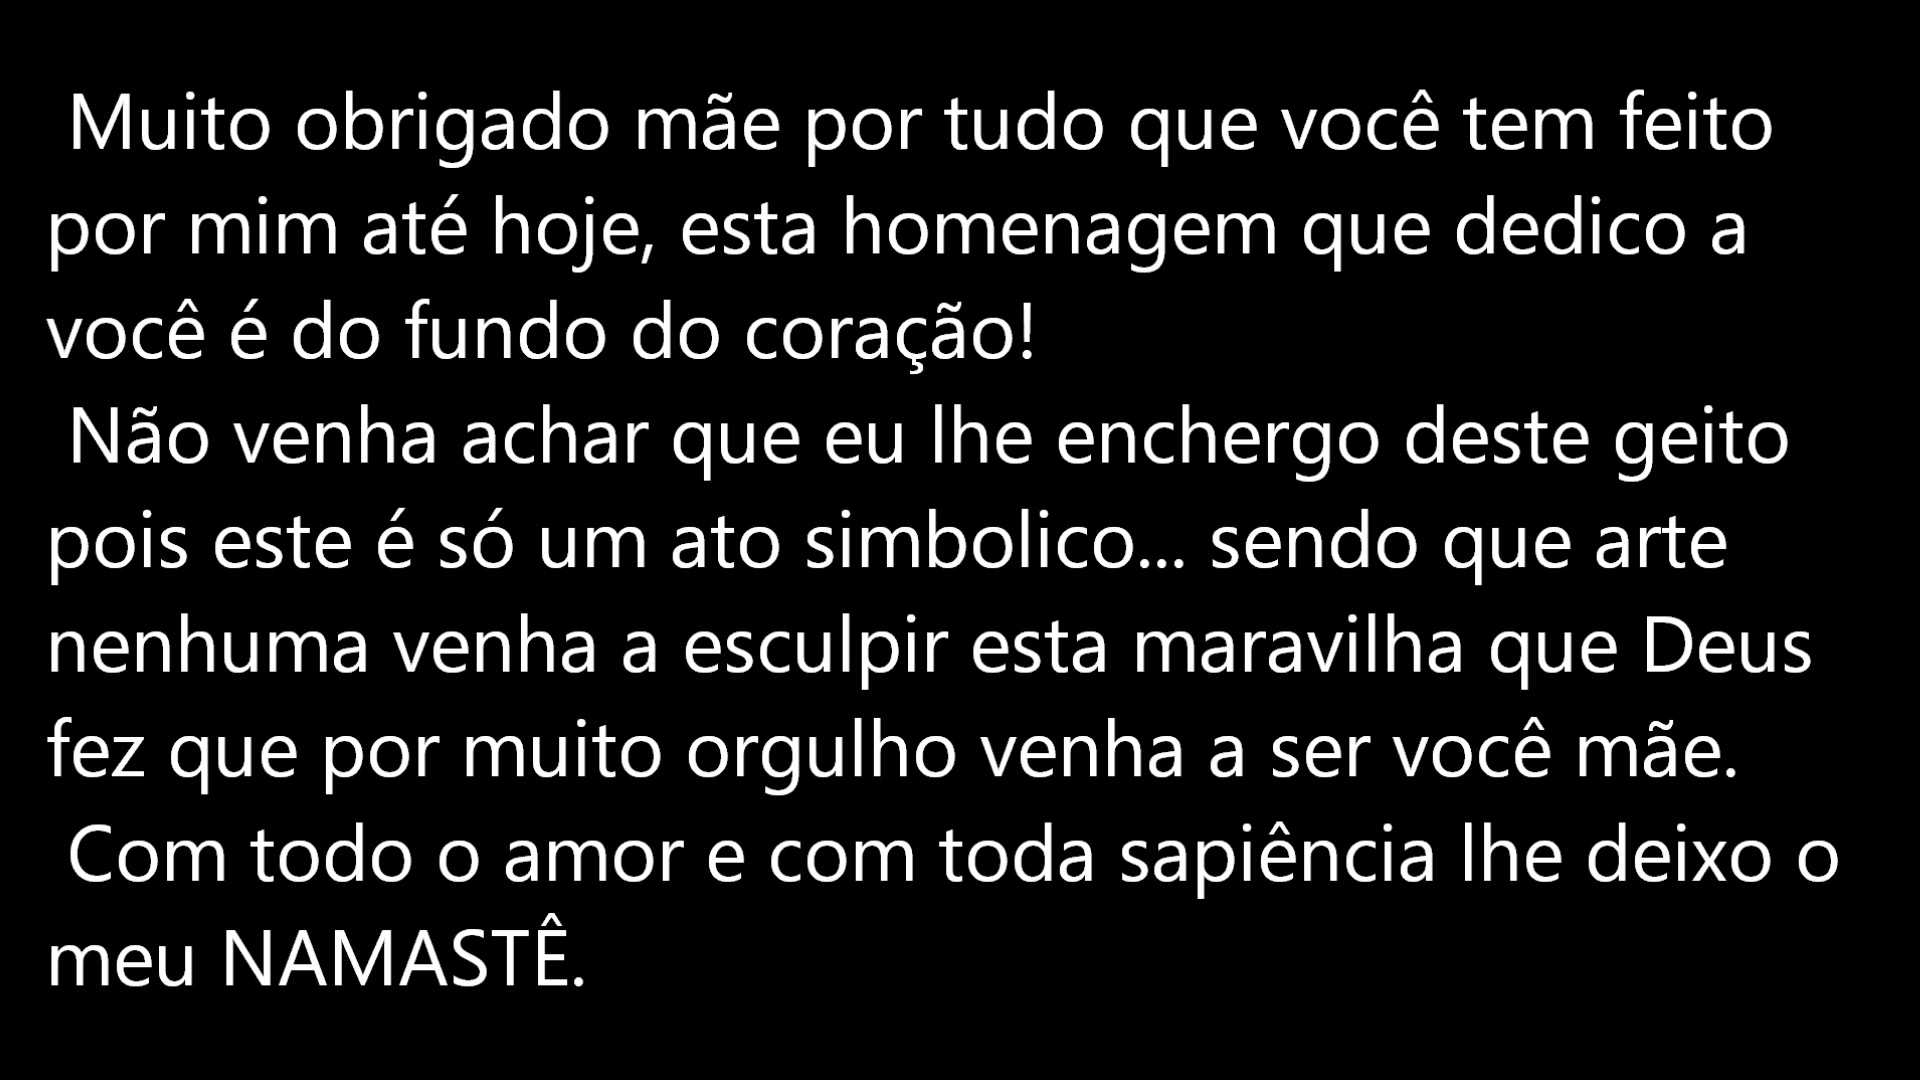 Muito obrigado mãe por tudo que você tem feito
por mim até hoje, esta homenagem que dedico a
você é do fundo do coração!
Não venha achar que eu lhe enchergo deste geito
pois este é só um ato simbolico... sendo que arte
nenhuma venha a esculpir esta maravilha que Deus
fez que por muito orgulho venha a ser você mãe.
Com todo o amor e com toda sapiência lhe deixo o
meu NAMASTÊ.